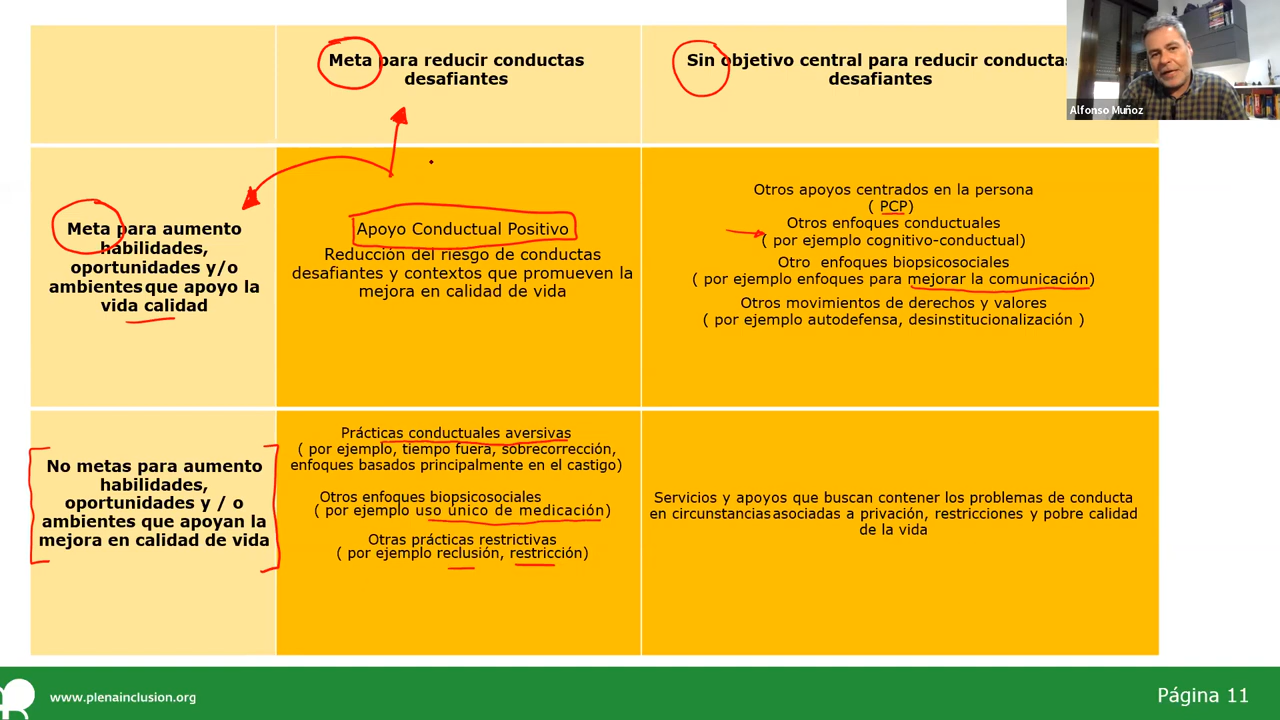 Meta para reducir conductas
desafiantes
Sin objetivo central para reducir conductas
desafiantes
Alfonso Muñoz
Meta para aumento
habilidades,
oportunidades y/o
ambientes que apoyo la
vida calidad
Apoyo Conductual Positivo
Reducción del riesgo de conductas
desafiantes y contextos que promueven la
mejora en calidad de vida
Otros apoyos centrados en la persona
( PCP)
Otros enfoques conductuales
( por ejemplo cognitivo-conductual)
Otro enfoques biopsicosociales
( por ejemplo enfoques para mejorar la comunicación)
Otros movimientos de derechos y valores
( por ejemplo autodefensa, desinstitucionalización )
No metas para aumento
habilidades,
oportunidades y / o
ambientes que apoyan la
mejora en calidad de vida
Prácticas conductuales aversivas
( por ejemplo, tiempo fuera, sobrecorrección,
enfoques basados principalmente en el castigo)
Otros enfoques biopsicosociales
( por ejemplo uso único de medicación)
Otras prácticas restrictivas
( por ejemplo reclusión, restricción)
Servicios y apoyos que buscan contener los problemas de conducta
en circunstancias asociadas a privación, restricciones y pobre calidad
de la vida
www.plenainclusion.org
Página 11